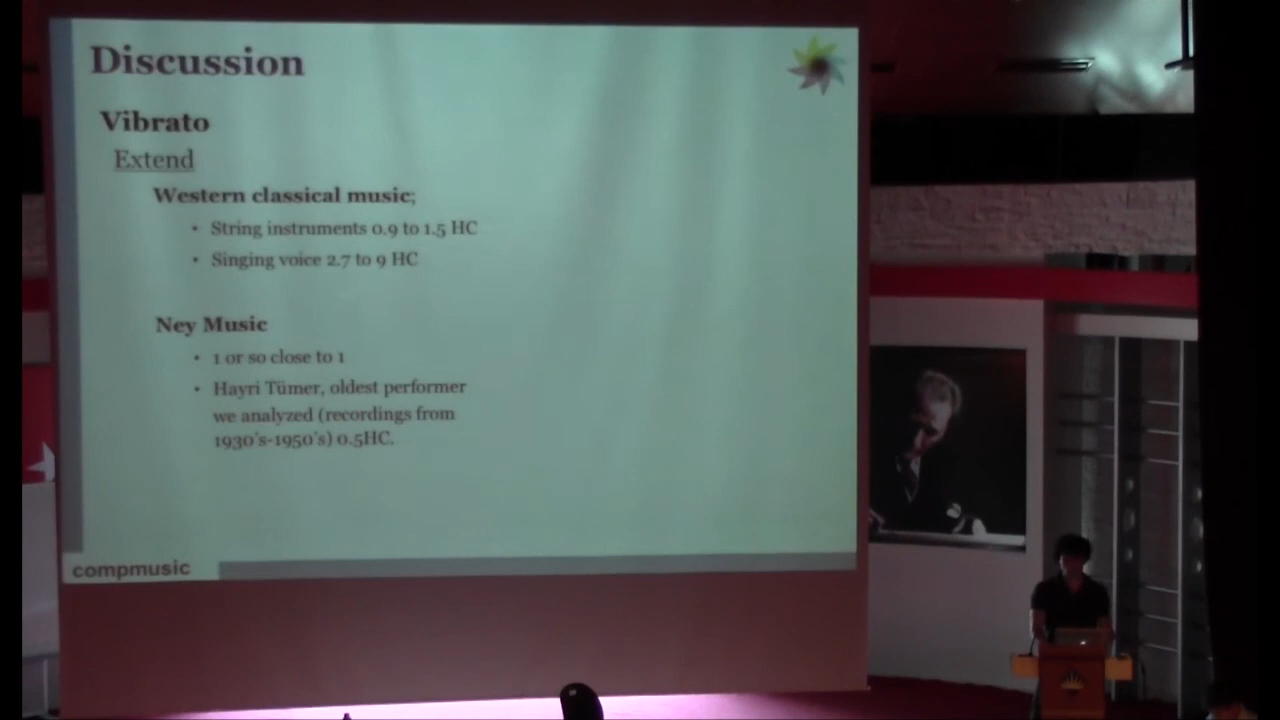 Discussion
Vibrato
Extend
Western classical music;
• String instruments 0.9 to 1.5 HC
• Singing voice 2.7 to 9 HC
Ney Music
• 1 or so close to 1
• Hayri Tümer, oldest performer
we analyzed (recordings from
1930's-1950's) 0.5HC.
compmusic